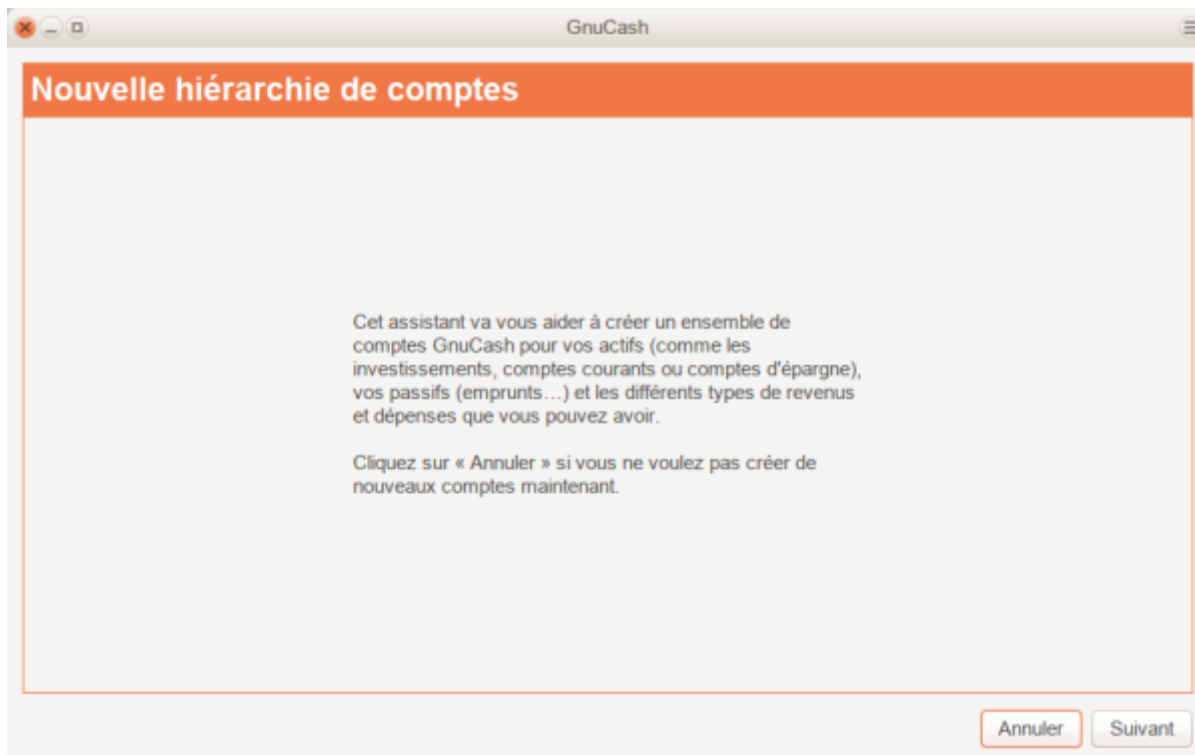 GnuCash
Nouvelle hiérarchie de comptes
Cet assistant va vous aider à créer un ensemble de
comptes GnuCash pour vos actifs (comme les
investissements, comptes courants ou comptes d'épargne),
vos passifs (emprunts…) et les différents types de revenus
et dépenses que vous pouvez avoir.
Cliquez sur « Annuler » si vous ne voulez pas créer de
nouveaux comptes maintenant.
Annuler Suivant